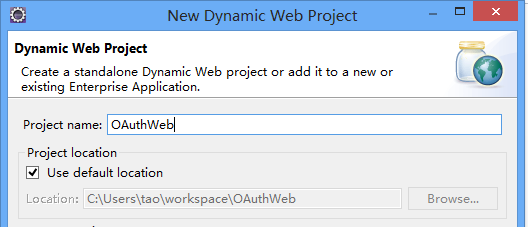 New Dynamic Web Project
Dynamic Web Project
Create a standalone Dynamic Web project or add it to a new or
existing Enterprise Application.
Project name: OAuthWeb
Project location
Use default location
Location: C:\Users\tao\workspace\OAuthWeb Browse...